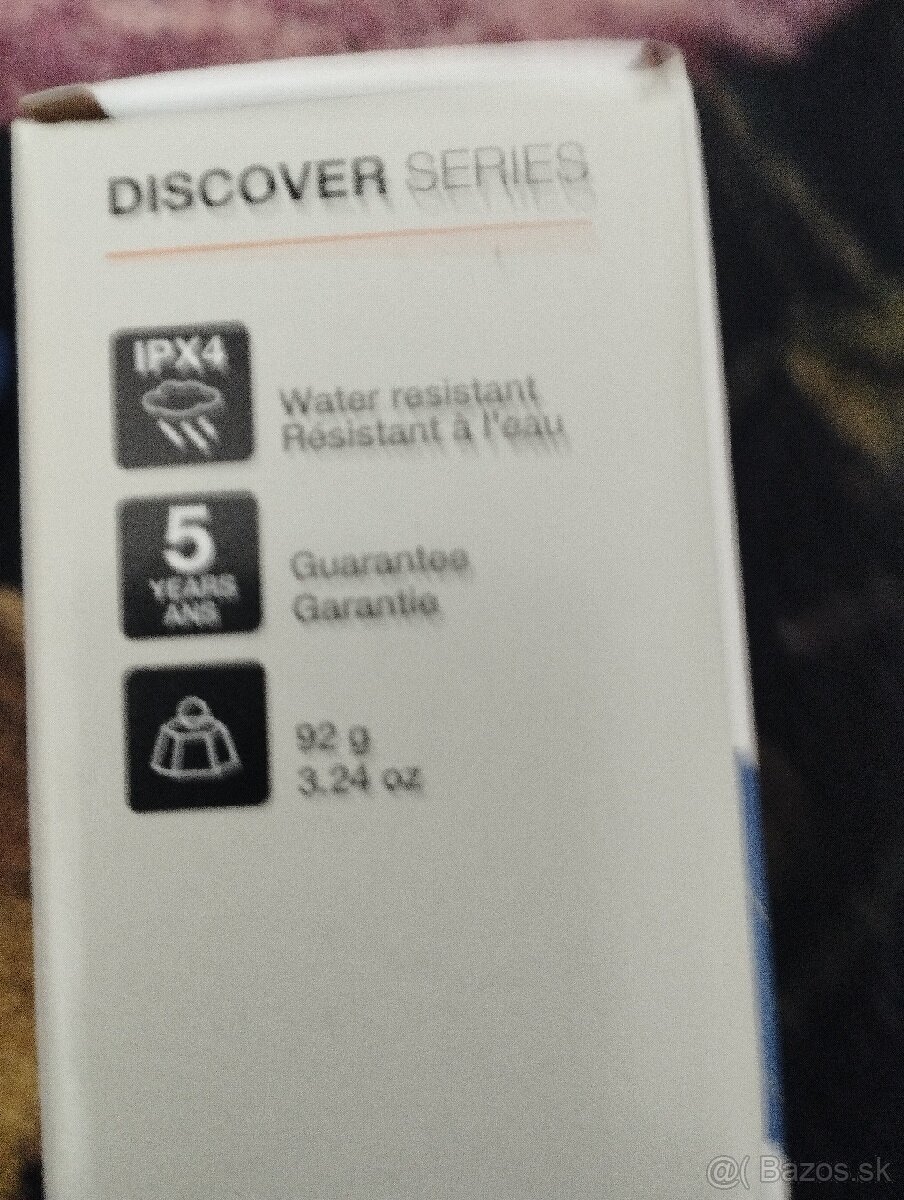 DISCOVER SERIES
IPX4
Water resistant
Résistant à l'eau
5
YEARS
ANS
Guarantee
Garantie
92 g
3.24 oz
@( Bazos.sk